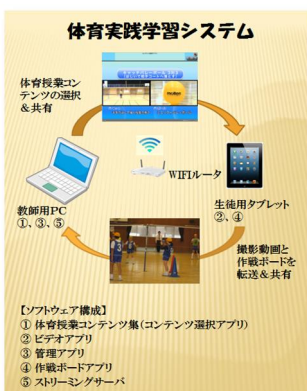 体育実践学習システム
体育授業コン
テンツの選択
＆共有
WIFIルータ
教師用PC
①、③、⑤
生徒用タブレット
②、④
撮影動画と
作戦ボードを
転送&共有
【ソフトウェア構成】
① 体育授業コンテンツ集(コンテンツ選択アプリ)
② ビデオアプリ
③ 管理アプリ
④ 作戦ボードアプリ
⑤ ストリーミングサーバ